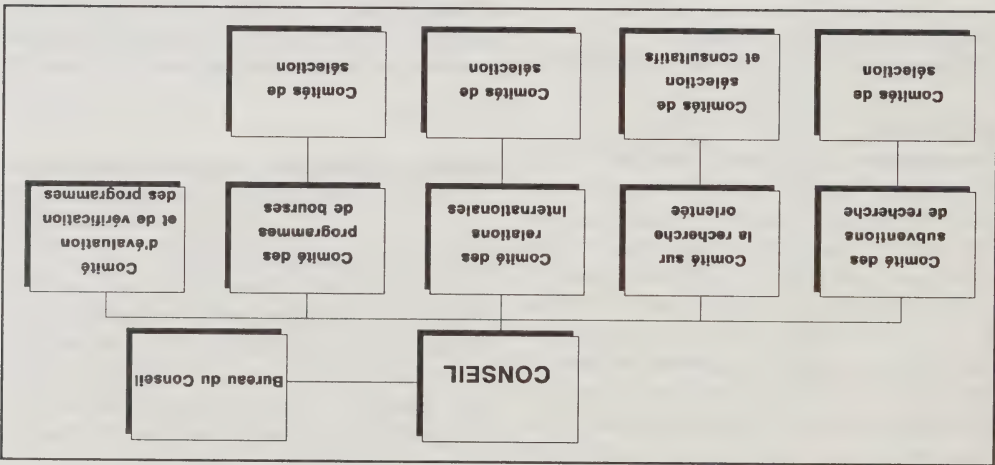 CONSEIL
Bureau du Conseil
Comité des
subventions
de recherche
Comité sur
la recherche
orientée
Comité des
relations
Internationales
Comité des
programmes
de bourses
Comité
d'évaluation
et de vérification
des programmes
Comités de
sélection
Comités de
sélection
et consultatifs
Comités de
sélection
Comités de
sélection